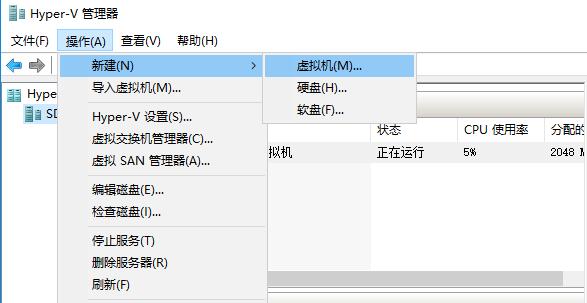 Hyper-V 管理器
文件(F) 操作(A) 查看(V) 帮助(H)
新建(N) 虚拟机(M)...
导入虚拟机(M)... 硬盘(H)...
Hyper-V 设置(S)... 软盘(F)...
虚拟交换机管理器(C)... 状态 CPU 使用率 分配的
虚拟 SAN 管理器(A)... 拟机 正在运行 5% 2048
编辑磁盘(E)...
检查磁盘(I)...
停止服务(T)
删除服务器(R)
刷新(F)